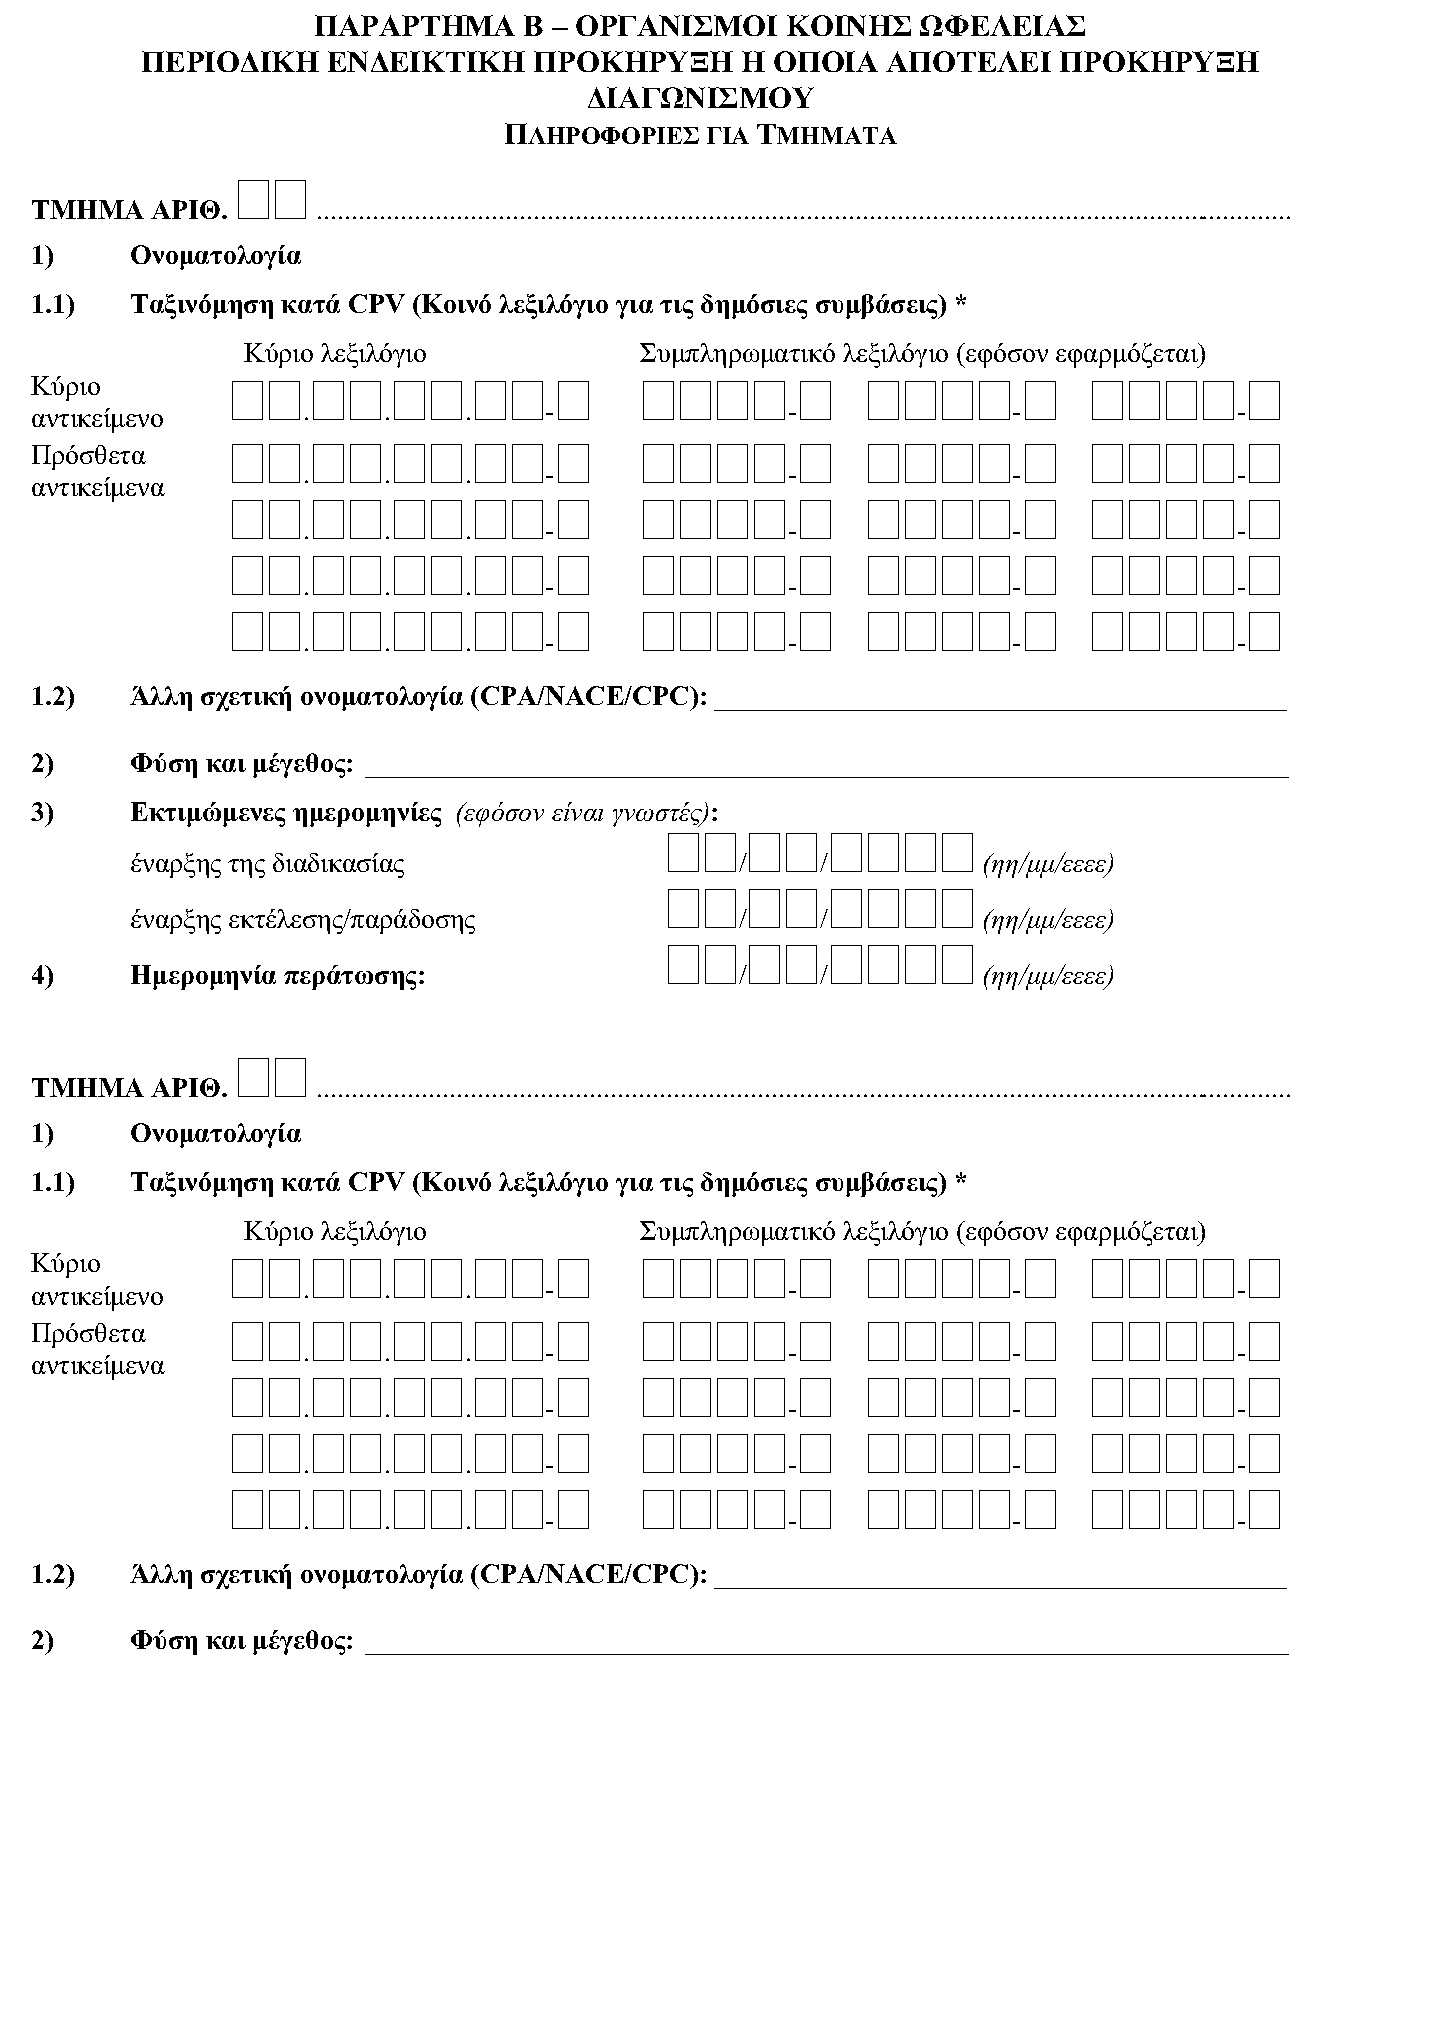 ΠΑΡΑΡΤΗΜΑ Β – ΟΡΓΑΝΙΣΜΟΙ ΚΟΙΝΗΣ ΩΦΕΛΕΙΑΣ
ΠΕΡΙΟΔΙΚΗ ΕΝΔΕΙΚΤΙΚΗ ΠΡΟΚΗΡΥΞΗ Η ΟΠΟΙΑ ΑΠΟΤΕΛΕΙ ΠΡΟΚΗΡΥΞΗ
ΔΙΑΓΩΝΙΣΜΟΥ
ΠΛΗΡΟΦΟΡΙΕΣ ΓΙΑ ΤΜΗΜΑΤΑ
ΤΜΗΜΑ ΑΡΙΘ.
1) Ονοματολογία
1.1) Ταξινόμηση κατά CPV (Κοινό λεξιλόγιο για τις δημόσιες συμβάσεις) *
Κύριο λεξιλόγιο Συμπληρωματικό λεξιλόγιο (εφόσον εφαρμόζεται)
Κύριο
αντικείμενο
Πρόσθετα
αντικείμενα
1.2) Άλλη σχετική ονοματολογία (CPA/NACE/CPC):
2) Φύση και μέγεθος:
3) Εκτιμώμενες ημερομηνίες (εφόσον είναι γνωστές):
έναρξης της διαδικασίας / / (ηη/μμ/εεεε)
έναρξης εκτέλεσης/παράδοσης / / (ηη/μμ/εεεε)
4) Ημερομηνία περάτωσης: / / (ηη/μμ/εεεε)
ΤΜΗΜΑ ΑΡΙΘ.
1) Ονοματολογία
1.1) Ταξινόμηση κατά CPV (Κοινό λεξιλόγιο για τις δημόσιες συμβάσεις) *
Κύριο λεξιλόγιο Συμπληρωματικό λεξιλόγιο (εφόσον εφαρμόζεται)
Κύριο
αντικείμενο
Πρόσθετα
αντικείμενα
1.2) Άλλη σχετική ονοματολογία (CPA/NACE/CPC):
2) Φύση και μέγεθος: